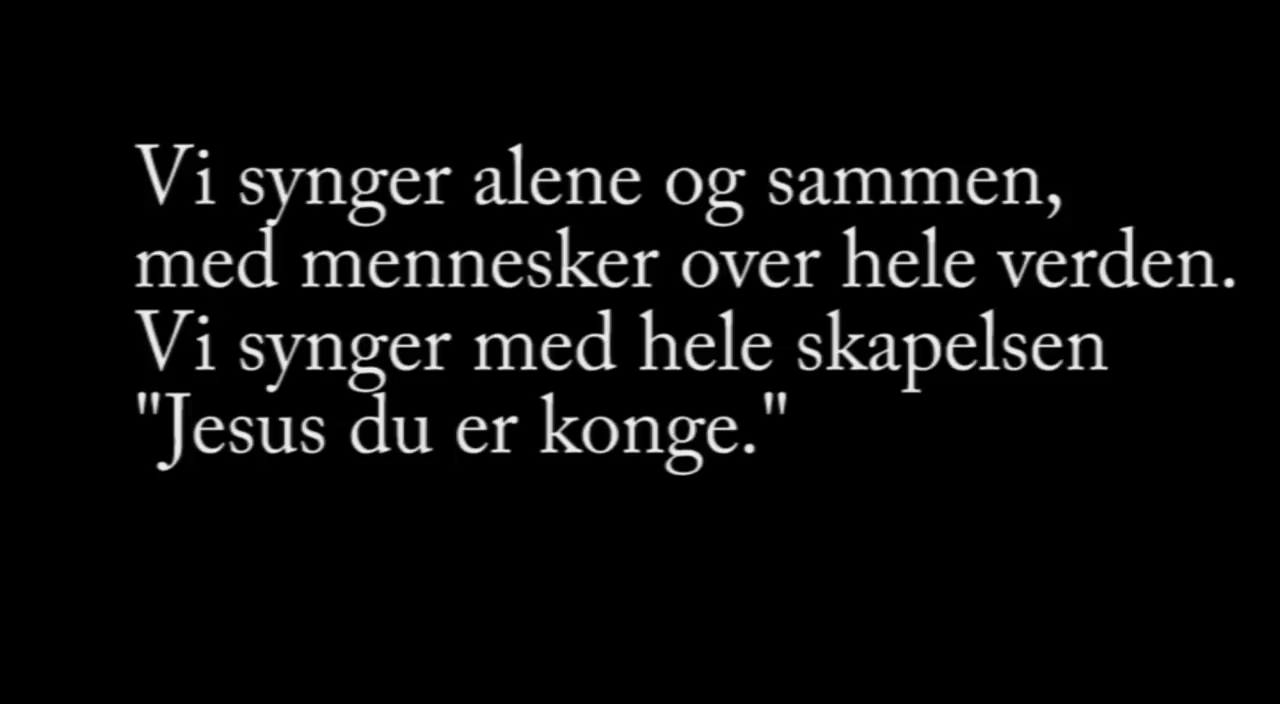 Vi synger alene og sammen,
med mennesker over hele verden.
Vi synger med hele skapelsen
"Jesus du er konge."